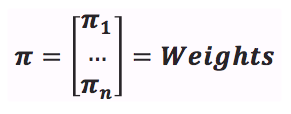 π = [π₁ ... πₙ] = Weights